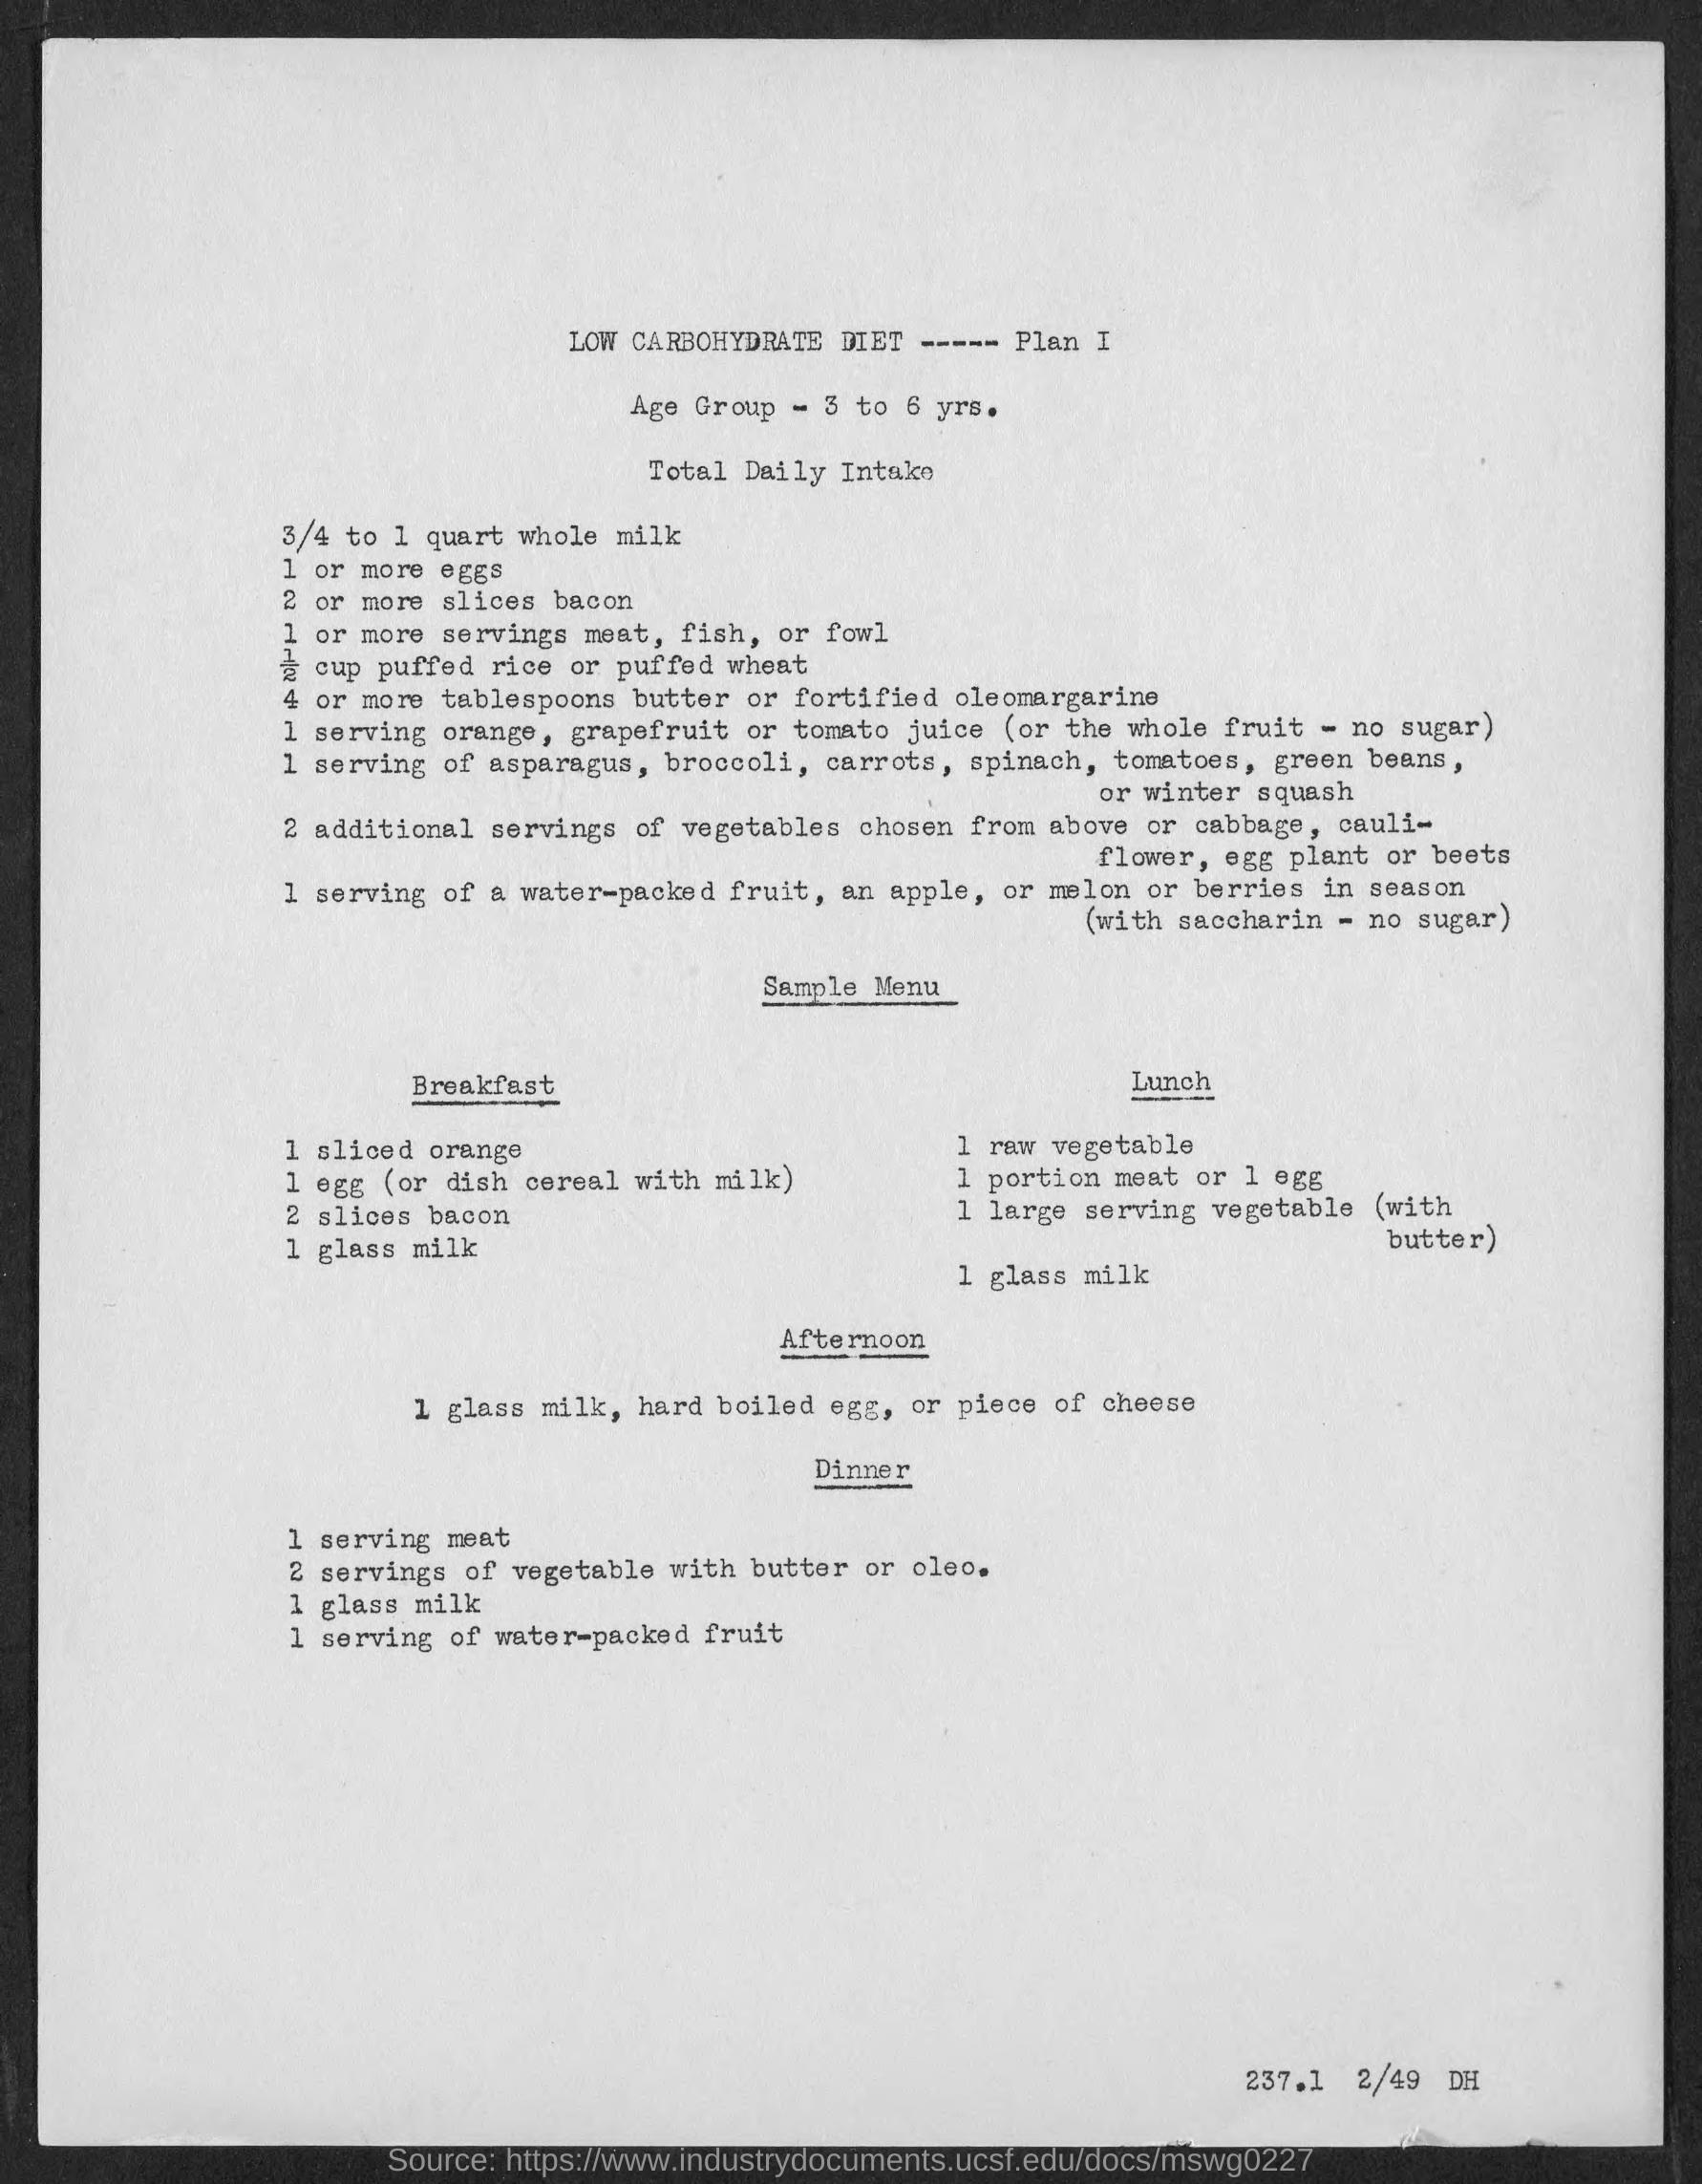 LOW CARBOHYDRATE DIET ----- Plan I
Age Group - 3 to 6 yrs.
Total Daily Intake
3/4 to 1 quart whole milk
1 or more eggs
2 or more slices bacon
1 or more servings meat, fish, or fowl
½ cup puffed rice or puffed wheat
4 or more tablespoons butter or fortified oleomargarine
1 serving orange, grapefruit or tomato juice (or the whole fruit - no sugar)
1 serving of asparagus, broccoli, carrots, spinach, tomatoes, green beans,
or winter squash
2 additional servings of vegetables chosen from above or cabbage, cauli-
flower, egg plant or beets
1 serving of a water-packed fruit, an apple, or melon or berries in season
(with saccharin - no sugar)
Sample Menu
Breakfast
1 sliced orange
1 egg (or dish cereal with milk)
2 slices bacon
1 glass milk
Lunch
1 raw vegetable
1 portion meat or 1 egg
1 large serving vegetable (with
butter)
1 glass milk
Afternoon
1 glass milk, hard boiled egg, or piece of cheese
Dinner
1 serving meat
2 servings of vegetable with butter or oleo.
1 glass milk
1 serving of water-packed fruit
237.1 2/49 DH
Source: https://www.industrydocuments.ucsf.edu/docs/mswg0227